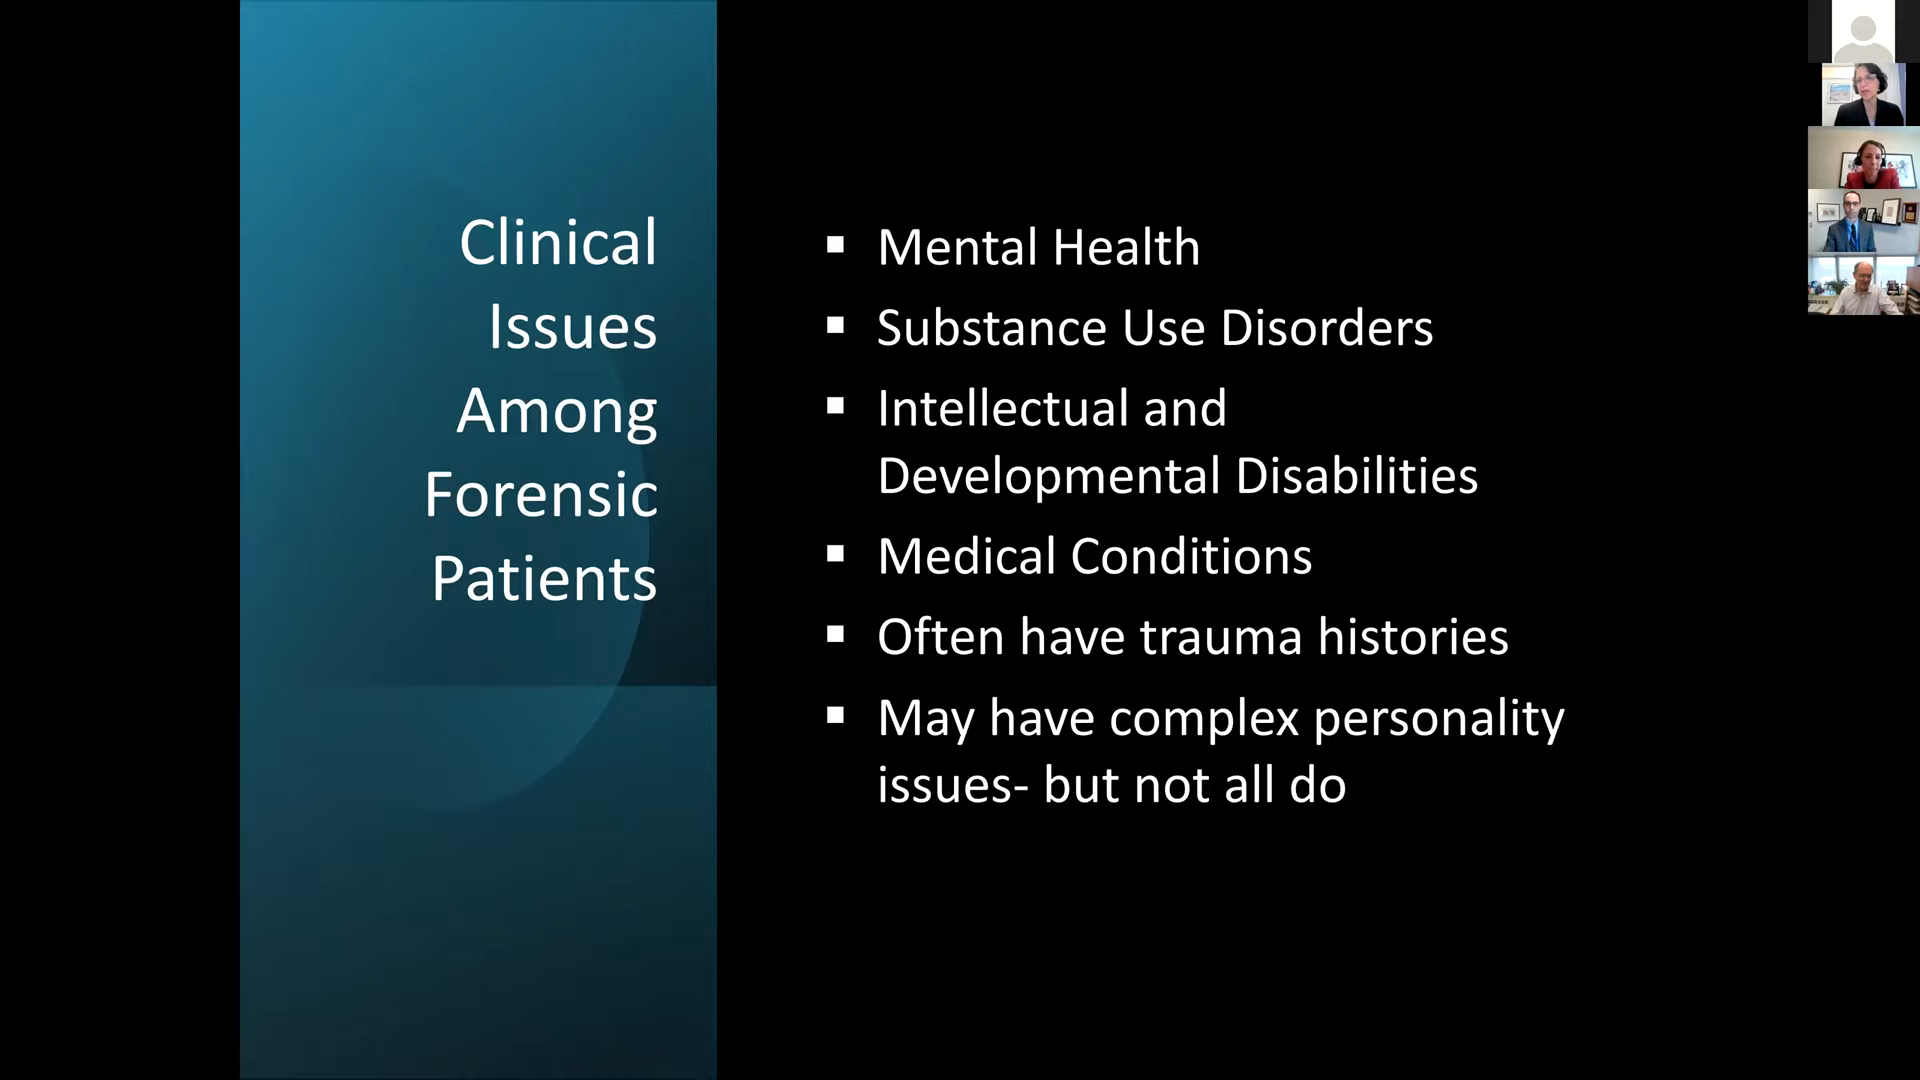 Clinical
Issues
Among
Forensic
Patients
▪ Mental Health
▪ Substance Use Disorders
▪ Intellectual and
Developmental Disabilities
▪ Medical Conditions
▪ Often have trauma histories
▪ May have complex personality
issues- but not all do